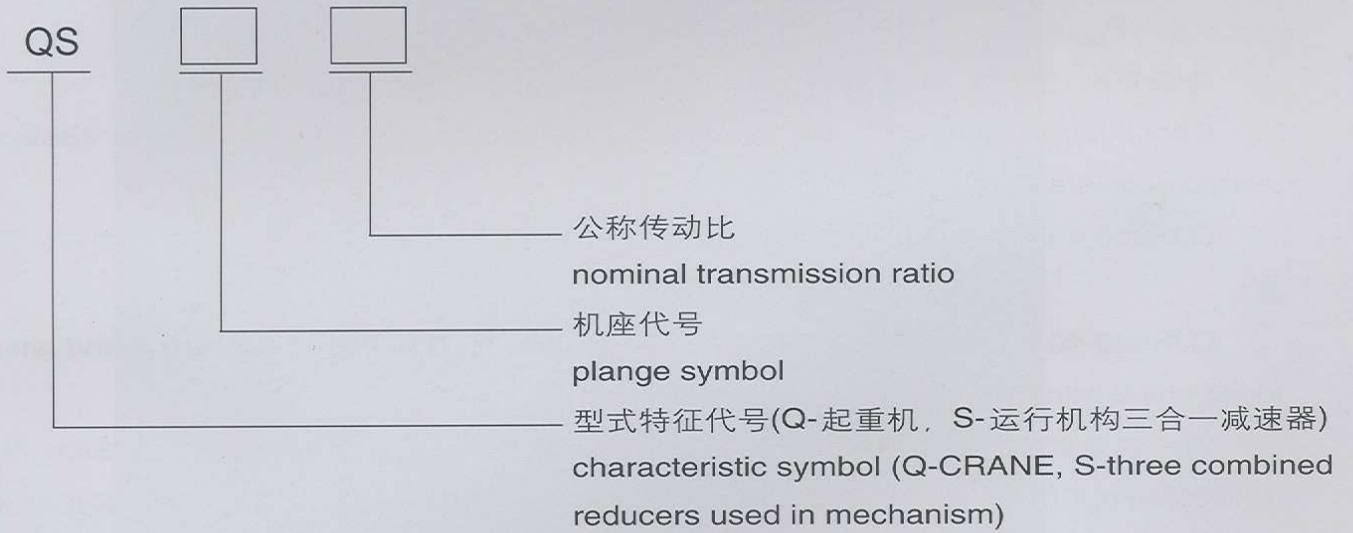 QS
公称传动比
nominal transmission ratio
机座代号
plange symbol
型式特征代号(Q-起重机, S-运行机构三合一减速器)
characteristic symbol (Q-CRANE, S-three combined
reducers used in mechanism)